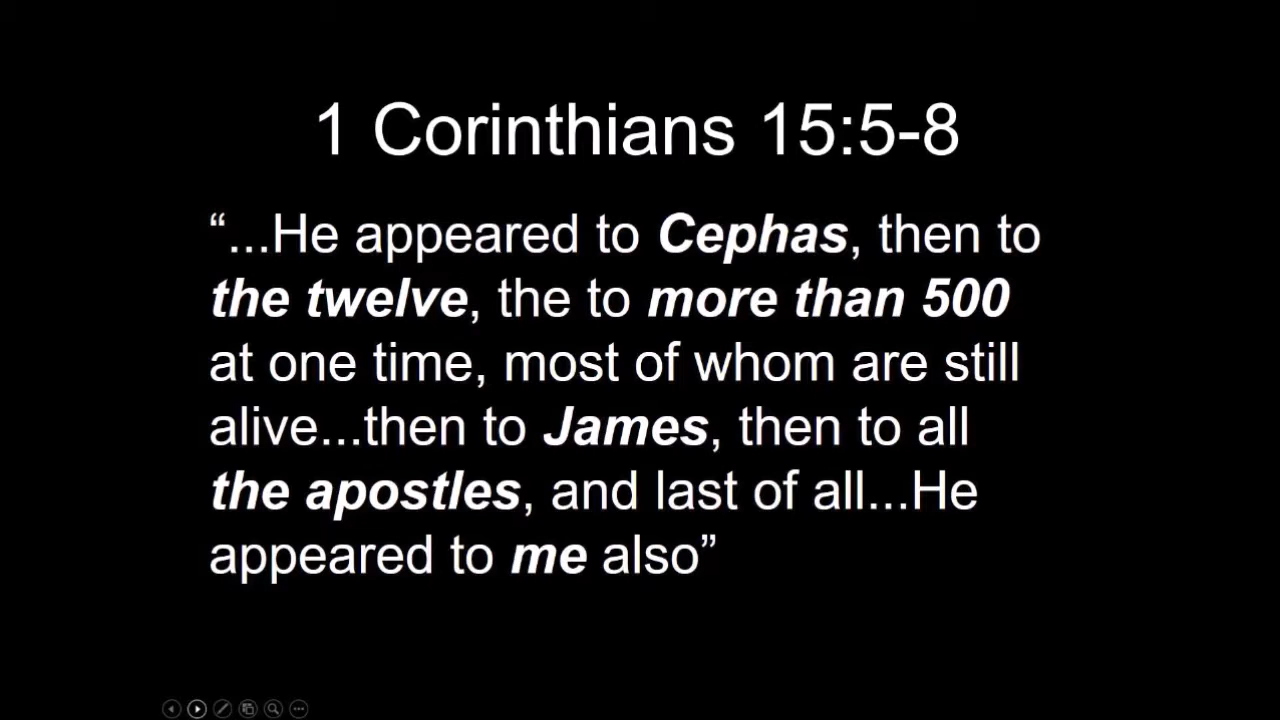 1 Corinthians 15:5-8
“...He appeared to Cephas, then to
the twelve, the to more than 500
at one time, most of whom are still
alive...then to James, then to all
the apostles, and last of all...He
appeared to me also”